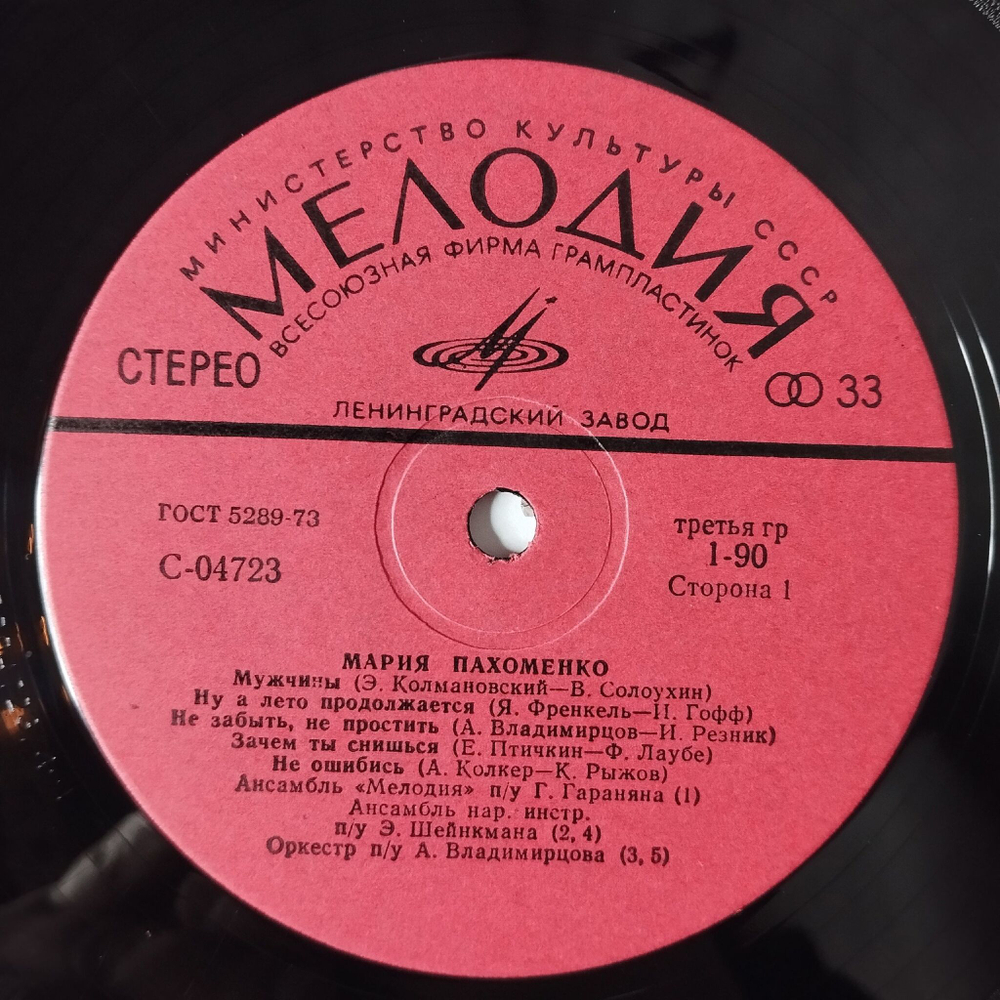 МИНИСТЕРСТВО КУЛЬТУРЫ СССР
МЕЛОДИЯ
ВСЕСОЮЗНАЯ ФИРМА ГРАМПЛАСТИНОК
СТЕРЕО
33
ЛЕНИНГРАДСКИЙ ЗАВОД
ГОСТ 5289-73
С-04723
третья гр
1-90
Сторона 1
МАРИЯ ПАХОМЕНКО
Мужчины (Э. Колмановский—В. Солоухин)
Ну а лето продолжается (Я. Френкель—И. Гофф)
Не забыть, не простить (А. Владимирцов—И. Резник)
Зачем ты снишься (Е. Птичкин—Ф. Лаубе)
Не ошибись (А. Колкер—К. Рыжов)
Ансамбль «Мелодия» п/у Г. Гараняна (1)
Ансамбль нар. инстр.
п/у Э. Шейнкмана (2, 4)
Оркестр п/у А. Владимирцова (3, 5)